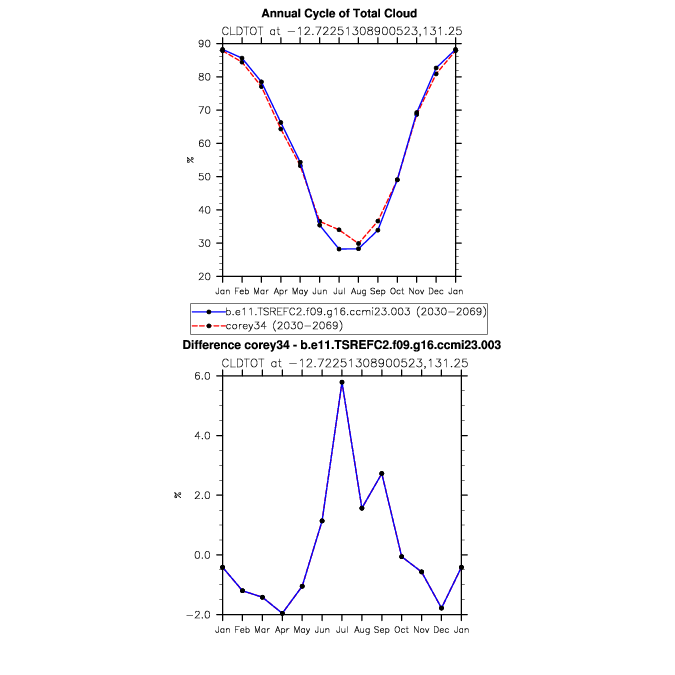 Annual Cycle of Total Cloud
CLDTOT at −12.72251308900523,131.25
90
80
70
60
50
40
30
20
%
Jan Feb Mar Apr May Jun Jul Aug Sep Oct Nov Dec Jan
b.e11.TSREFC2.f09.g16.ccmi23.003 (2030−2069)
corey34 (2030−2069)
Difference corey34 - b.e11.TSREFC2.f09.g16.ccmi23.003
CLDTOT at −12.72251308900523,131.25
6.0
4.0
2.0
0.0
−2.0
%
Jan Feb Mar Apr May Jun Jul Aug Sep Oct Nov Dec Jan